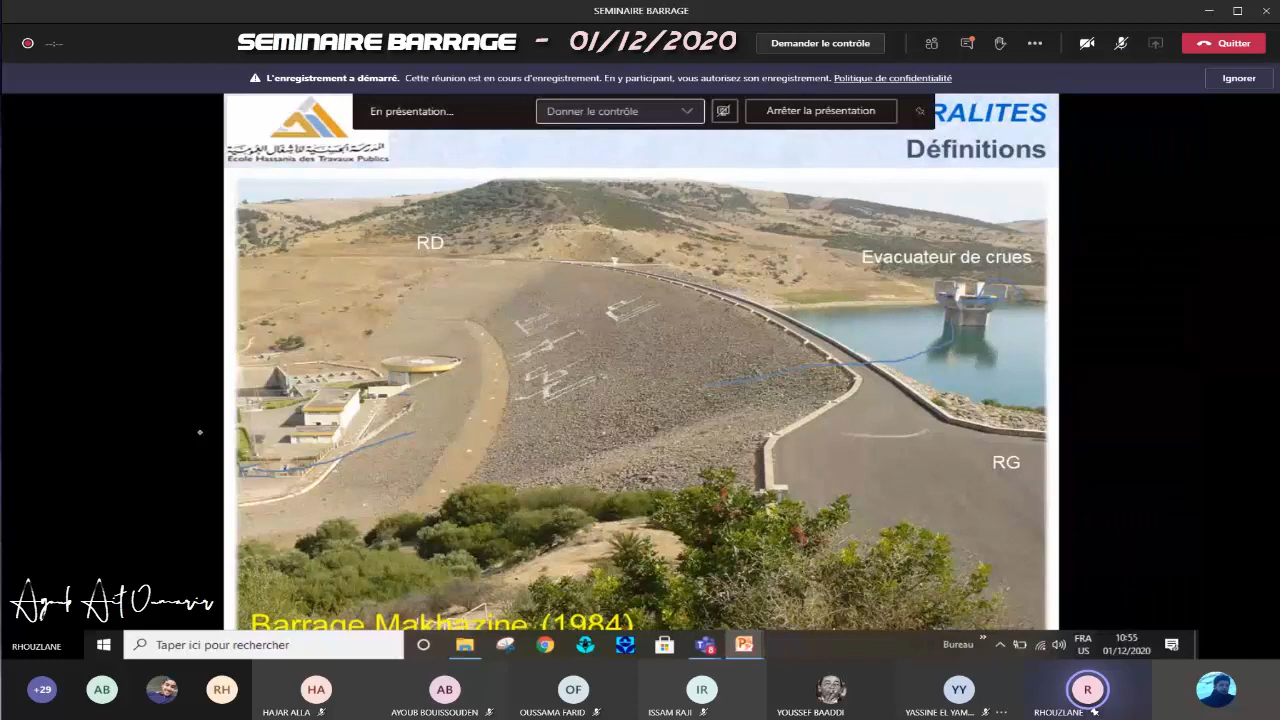 SEMINAIRE BARRAGE
--:--
SEMINAIRE BARRAGE - 01/12/2020
Demander le contrôle
Quitter
L'enregistrement a démarré. Cette réunion est en cours d'enregistrement. En y participant, vous autorisez son enregistrement. Politique de confidentialité
Ignorer
En présentation...
Donner le contrôle
Arrêter la présentation
RALITES
المدرسة الحسنية للأشغال العمومية
Ecole Hassania des Travaux Publics
Définitions
RD
Evacuateur de crues
RG
Barrage Makhazine (1984)
RHOUZLANE
Taper ici pour rechercher
Bureau
FRA
US
10:55
01/12/2020
+29
AB
RH
HA
AB
OF
IR
YY
R
HAJAR ALLA
AYOUB BOUISSOUDEN
OUSSAMA FARID
ISSAM RAJI
YOUSSEF BAADDI
YASSINE EL YAM...
RHOUZLANE